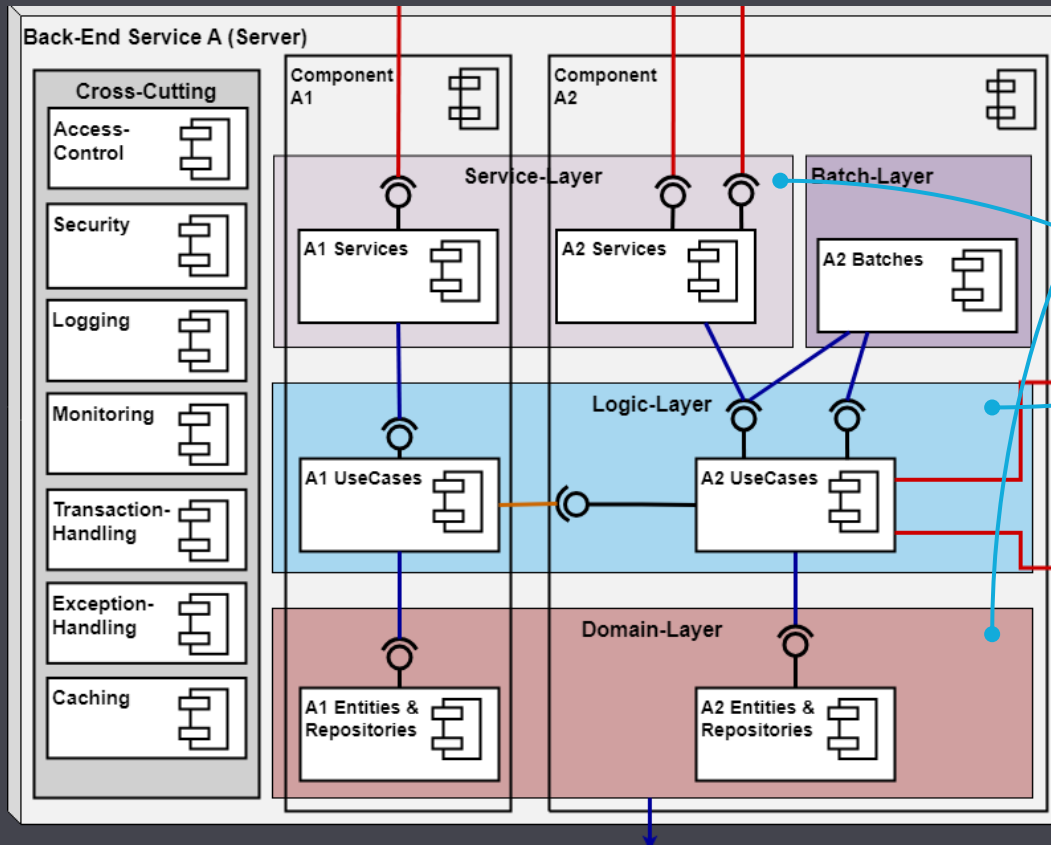 Back-End Service A (Server)
Cross-Cutting
Access-
Control
Security
Logging
Monitoring
Transaction-
Handling
Exception-
Handling
Caching
Component
A1
Component
A2
Service-Layer
Batch-Layer
A1 Services
A2 Services
A2 Batches
Logic-Layer
A1 UseCases
A2 UseCases
Domain-Layer
A1 Entities &
Repositories
A2 Entities &
Repositories